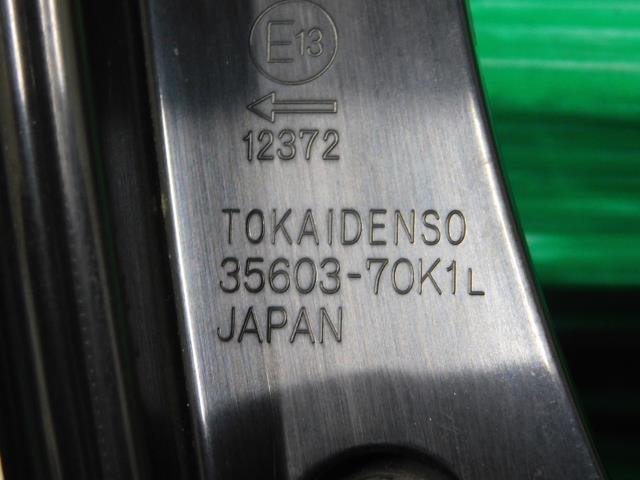 E13
12372
TOKAIDENSO
35603-70K1L
JAPAN